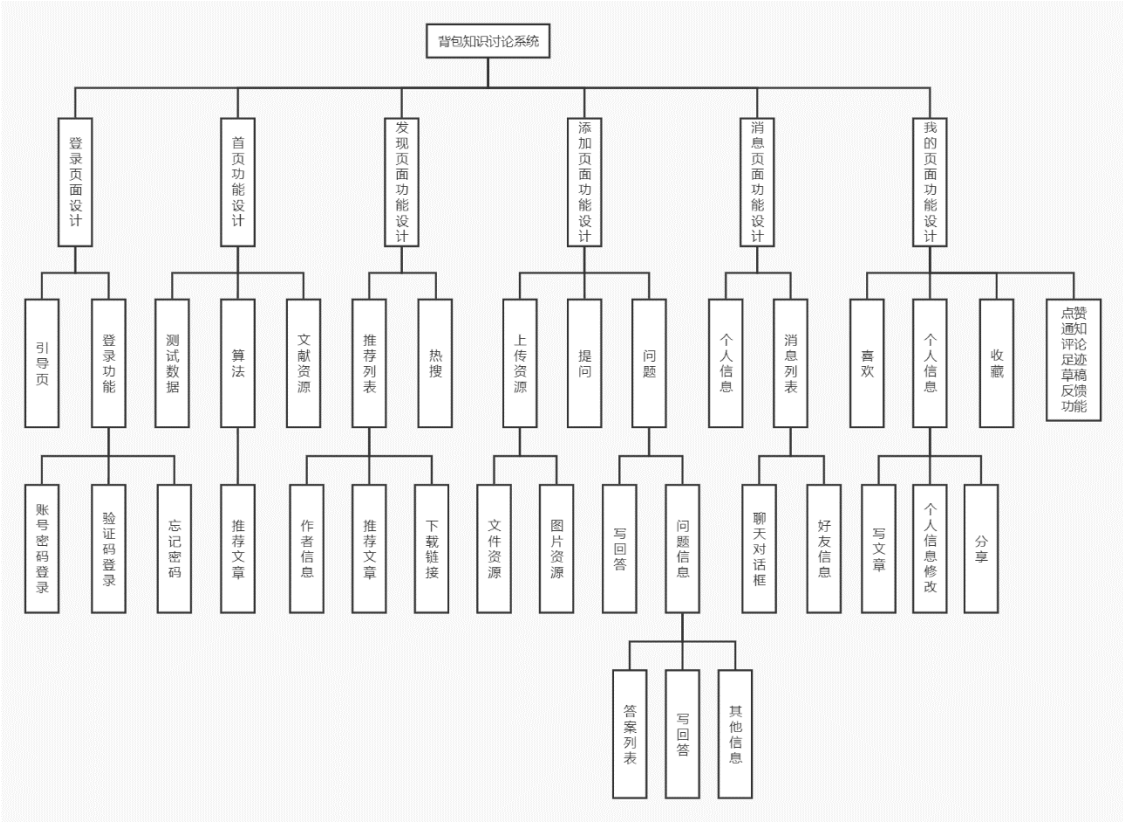 背包知识讨论系统
登录页面设计
首页功能设计
发现页面功能设计
添加页面功能设计
消息页面功能设计
我的页面功能设计
引导页
登录功能
测试数据
算法
文献资源
推荐列表
热搜
上传资源
提问
问题
个人信息
消息列表
喜欢
个人信息
收藏
点赞
通知
评论
足迹
草稿
反馈
功能
账号密码登录
验证码登录
忘记密码
推荐文章
作者信息
推荐文章
下载链接
文件资源
图片资源
写回答
问题信息
聊天对话框
好友信息
写文章
个人信息修改
分享
答案列表
写回答
其他信息